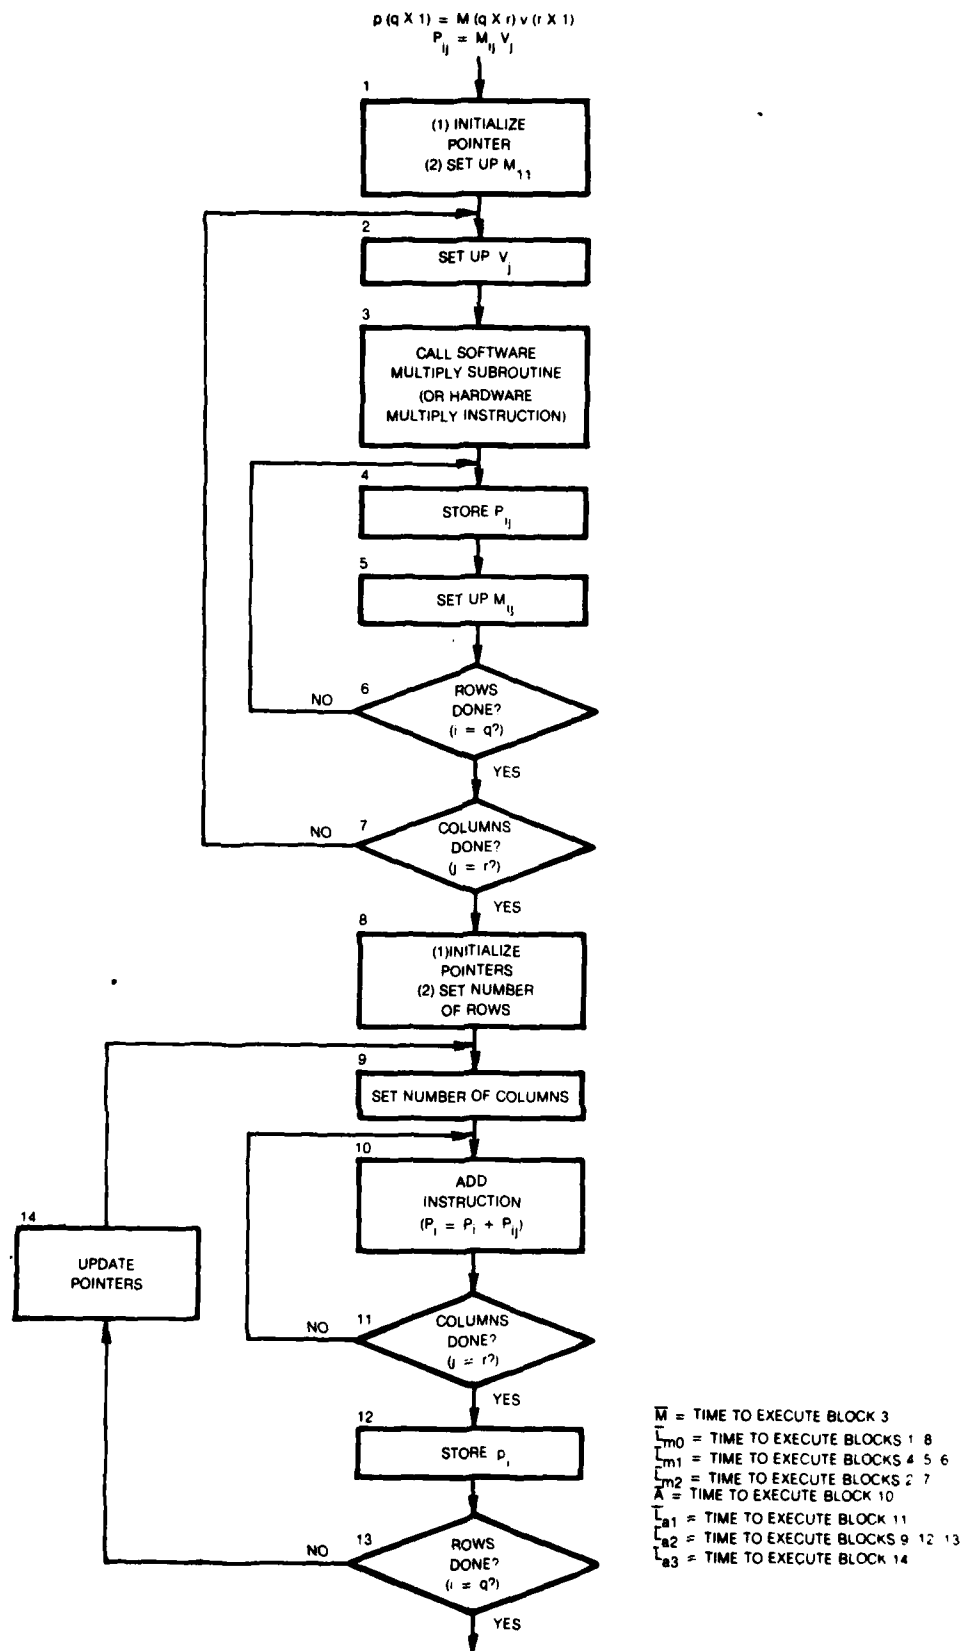 p (q X 1) = M (q X r) v (r X 1)
P_ij = M_ij V_j
1
(1) INITIALIZE
POINTER
(2) SET UP M_11
2
SET UP V_j
3
CALL SOFTWARE
MULTIPLY SUBROUTINE
(OR HARDWARE
MULTIPLY INSTRUCTION)
4
STORE P_ij
5
SET UP M_ij
6
ROWS
DONE?
(i = q?)
NO
YES
7
COLUMNS
DONE?
(j = r?)
NO
YES
8
(1)INITIALIZE
POINTERS
(2) SET NUMBER
OF ROWS
9
SET NUMBER OF COLUMNS
10
ADD
INSTRUCTION
(P_i = P_i + P_ij)
14
UPDATE
POINTERS
11
COLUMNS
DONE?
(j = r?)
NO
YES
12
STORE p_i
13
ROWS
DONE?
(i = q?)
NO
YES
M̅ = TIME TO EXECUTE BLOCK 3
L̅_m0 = TIME TO EXECUTE BLOCKS 1 8
L̅_m1 = TIME TO EXECUTE BLOCKS 4 5 6
L̅_m2 = TIME TO EXECUTE BLOCKS 2 7
A̅ = TIME TO EXECUTE BLOCK 10
L̅_a1 = TIME TO EXECUTE BLOCK 11
L̅_a2 = TIME TO EXECUTE BLOCKS 9 12 13
L̅_a3 = TIME TO EXECUTE BLOCK 14